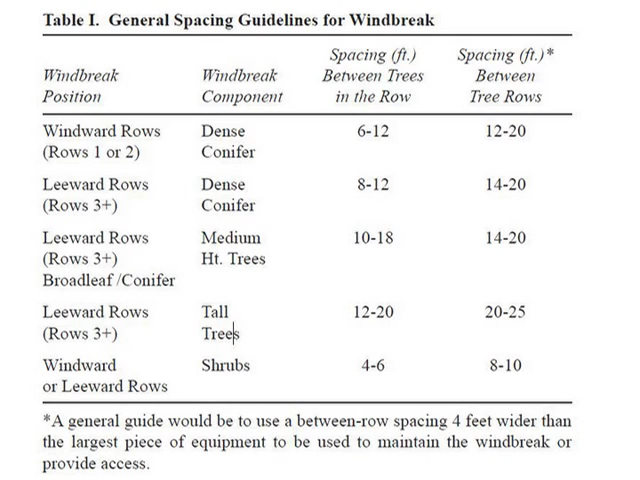 Table I. General Spacing Guidelines for Windbreak
Spacing (ft.) Spacing (ft.)*
Windbreak Windbreak Between Trees Between
Position Component in the Row Tree Rows
Windward Rows Dense 6-12 12-20
(Rows 1 or 2) Conifer
Leeward Rows Dense 8-12 14-20
(Rows 3+) Conifer
Leeward Rows Medium 10-18 14-20
(Rows 3+) Ht. Trees
Broadleaf/Conifer
Leeward Rows Tall 12-20 20-25
(Rows 3+) Trees
Windward Shrubs 4-6 8-10
or Leeward Rows
*A general guide would be to use a between-row spacing 4 feet wider than
the largest piece of equipment to be used to maintain the windbreak or
provide access.